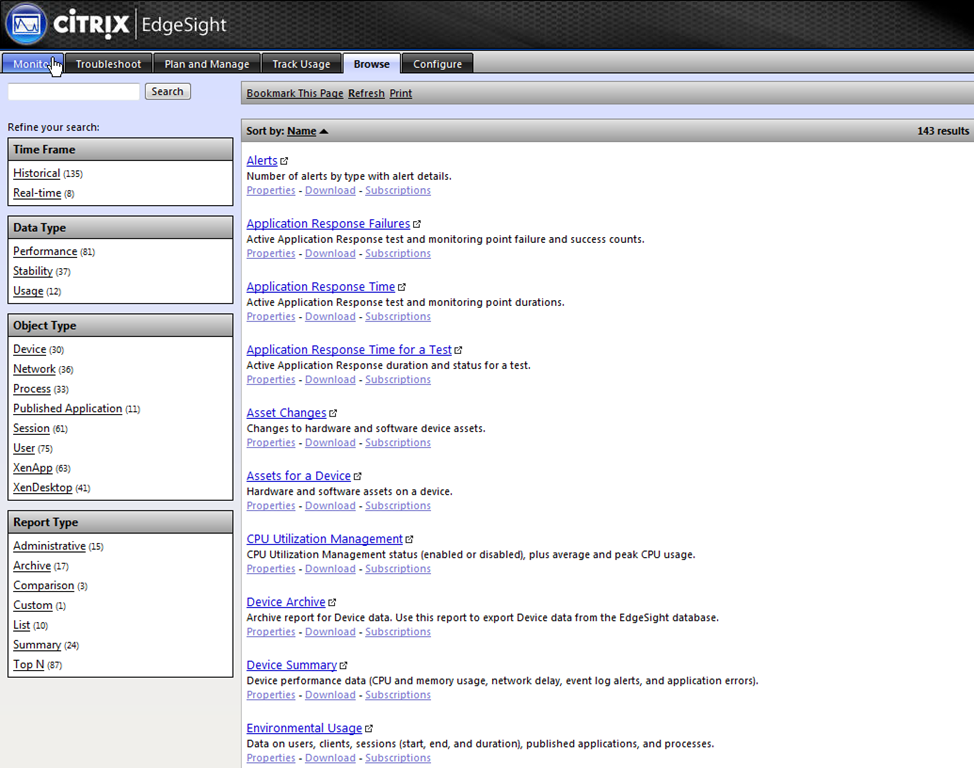 CITRIX EdgeSight
Monitor Troubleshoot Plan and Manage Track Usage Browse Configure
Search
Bookmark This Page Refresh Print
Refine your search:
Time Frame
Historical (135)
Real-time (8)
Data Type
Performance (81)
Stability (37)
Usage (12)
Object Type
Device (30)
Network (36)
Process (33)
Published Application (11)
Session (61)
User (75)
XenApp (63)
XenDesktop (41)
Report Type
Administrative (15)
Archive (17)
Comparison (3)
Custom (1)
List (10)
Summary (24)
Top N (87)
Sort by: Name 143 results
Alerts
Number of alerts by type with alert details.
Properties - Download - Subscriptions
Application Response Failures
Active Application Response test and monitoring point failure and success counts.
Properties - Download - Subscriptions
Application Response Time
Active Application Response test and monitoring point durations.
Properties - Download - Subscriptions
Application Response Time for a Test
Active Application Response duration and status for a test.
Properties - Download - Subscriptions
Asset Changes
Changes to hardware and software device assets.
Properties - Download - Subscriptions
Assets for a Device
Hardware and software assets on a device.
Properties - Download - Subscriptions
CPU Utilization Management
CPU Utilization Management status (enabled or disabled), plus average and peak CPU usage.
Properties - Download - Subscriptions
Device Archive
Archive report for Device data. Use this report to export Device data from the EdgeSight database.
Properties - Download - Subscriptions
Device Summary
Device performance data (CPU and memory usage, network delay, event log alerts, and application errors).
Properties - Download - Subscriptions
Environmental Usage
Data on users, clients, sessions (start, end, and duration), published applications, and processes.
Properties - Download - Subscriptions